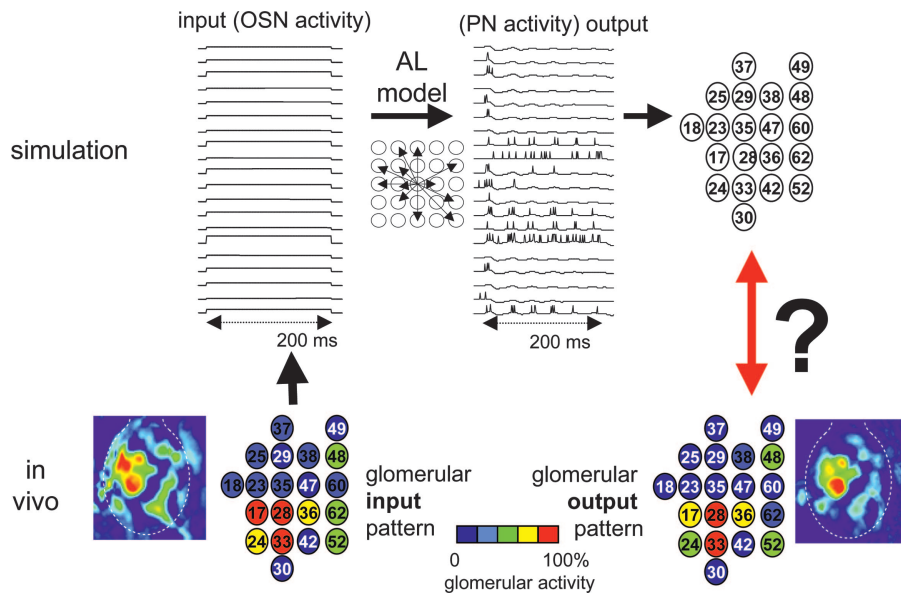 input (OSN activity)
(PN activity) output
AL
model
simulation
37 49
25 29 38 48
18 23 35 47 60
17 28 36 62
24 33 42 52
30
200 ms
200 ms
?
in
vivo
37 49
25 29 38 48
18 23 35 47 60
17 28 36 62
24 33 42 52
30
glomerular
input
pattern
glomerular
output
pattern
0 100%
glomerular activity
37 49
25 29 38 48
18 23 35 47 60
17 28 36 62
24 33 42 52
30